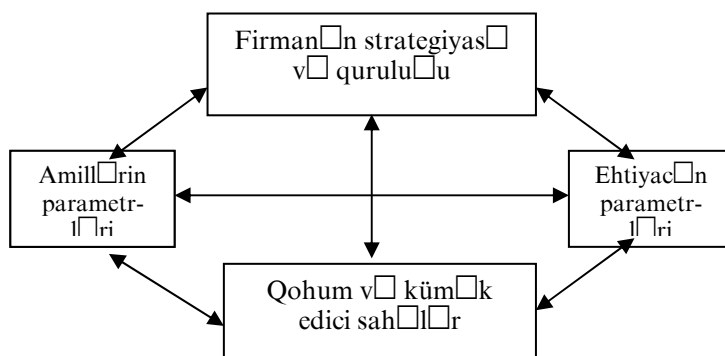 Firman□n strategiyas□
v□ qurulu□u
Amill□rin
parametr-
l□ri
Ehtiyac□n
parametr-
l□ri
Qohum v□ küm□k
edici sah□l□r